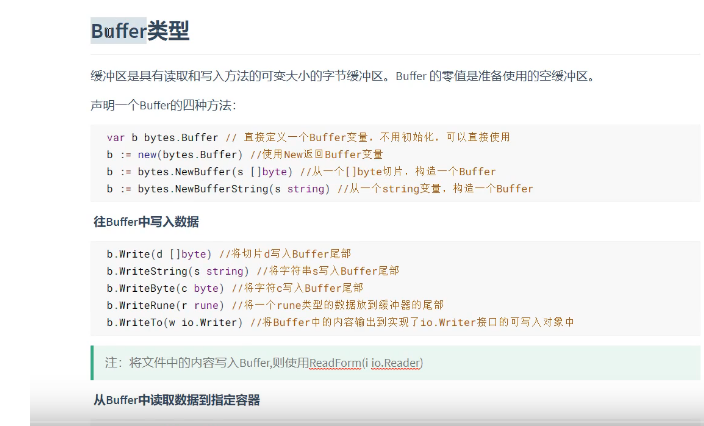 Buffer类型
缓冲区是具有读取和写入方法的可变大小的字节缓冲区。Buffer 的零值是准备使用的空缓冲区。
声明一个Buffer的四种方法：
var b bytes.Buffer // 直接定义一个Buffer变量，不用初始化，可以直接使用
b := new(bytes.Buffer) //使用New返回Buffer变量
b := bytes.NewBuffer(s []byte) //从一个[]byte切片，构造一个Buffer
b := bytes.NewBufferString(s string) //从一个string变量，构造一个Buffer
往Buffer中写入数据
b.Write(d []byte) //将切片d写入Buffer尾部
b.WriteString(s string) //将字符串s写入Buffer尾部
b.WriteByte(c byte) //将字符c写入Buffer尾部
b.WriteRune(r rune) //将一个rune类型的数据放到缓冲器的尾部
b.WriteTo(w io.Writer) //将Buffer中的内容输出到实现了io.Writer接口的可写入对象中
注：将文件中的内容写入Buffer,则使用ReadForm(i io.Reader)
从Buffer中读取数据到指定容器